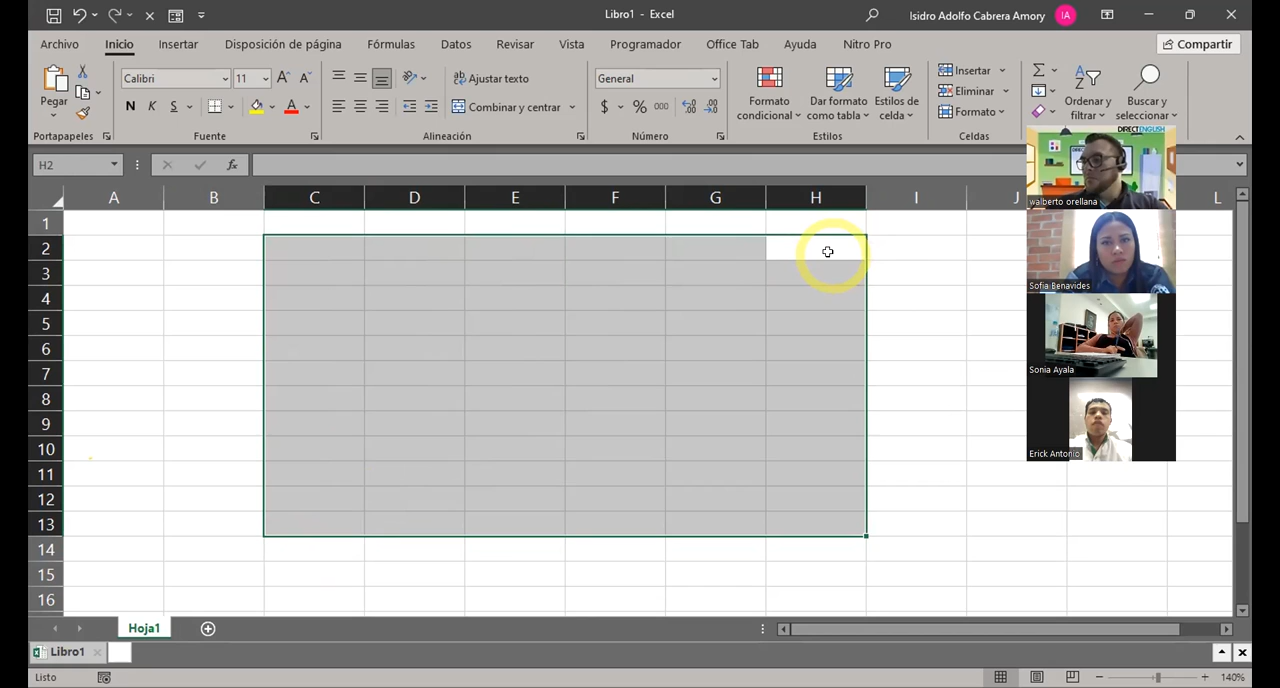 Libro1 - Excel
Isidro Adolfo Cabrera Amory
IA
Archivo Inicio Insertar Disposición de página Fórmulas Datos Revisar Vista Programador Office Tab Ayuda Nitro Pro
Compartir
Pegar
Calibri 11
N K S
Ajustar texto
Combinar y centrar
General
$ % 000
Formato condicional
Dar formato como tabla
Estilos de celda
Insertar
Eliminar
Formato
Ordenar y filtrar
Buscar y seleccionar
Portapapeles Fuente Alineación Número Estilos Celdas
H2
fx
A B C D E F G H I J L
1
2
3
4
5
6
7
8
9
10
11
12
13
14
15
16
DIRECTENGLISH
walberto orellana
Sofia Benavides
Sonia Ayala
Erick Antonio
Hoja1
Libro1
Listo
140%